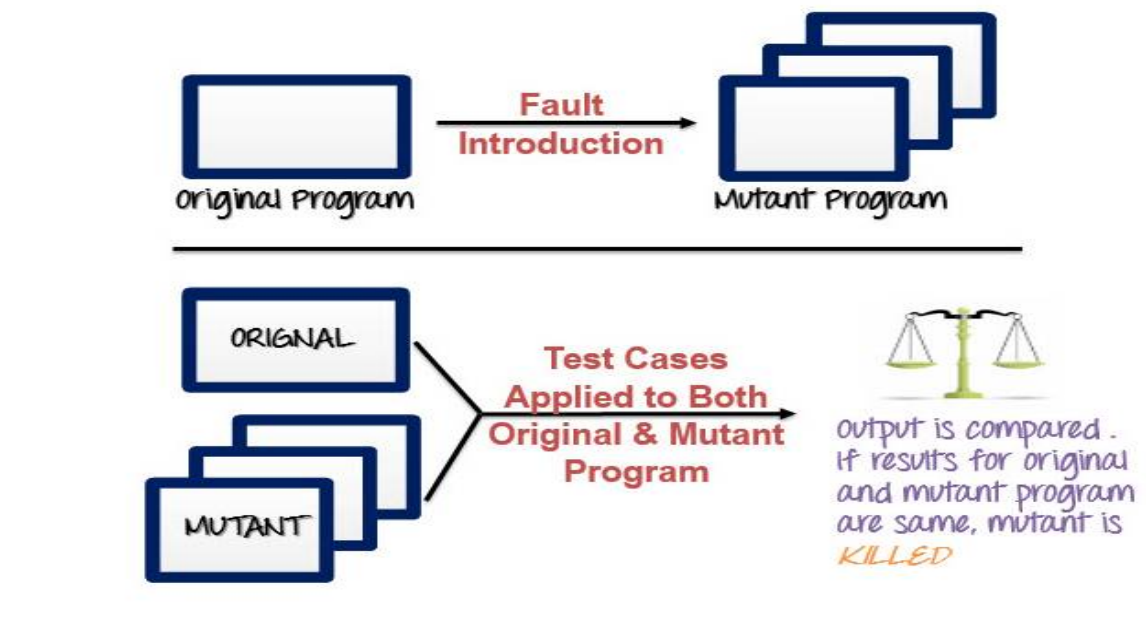 Fault
Introduction
Original Program
Mutant Program
ORIGNAL
MUTANT
Test Cases
Applied to Both
Original & Mutant
Program
Output is compared .
If results for original
and mutant program
are same, mutant is
KILLED